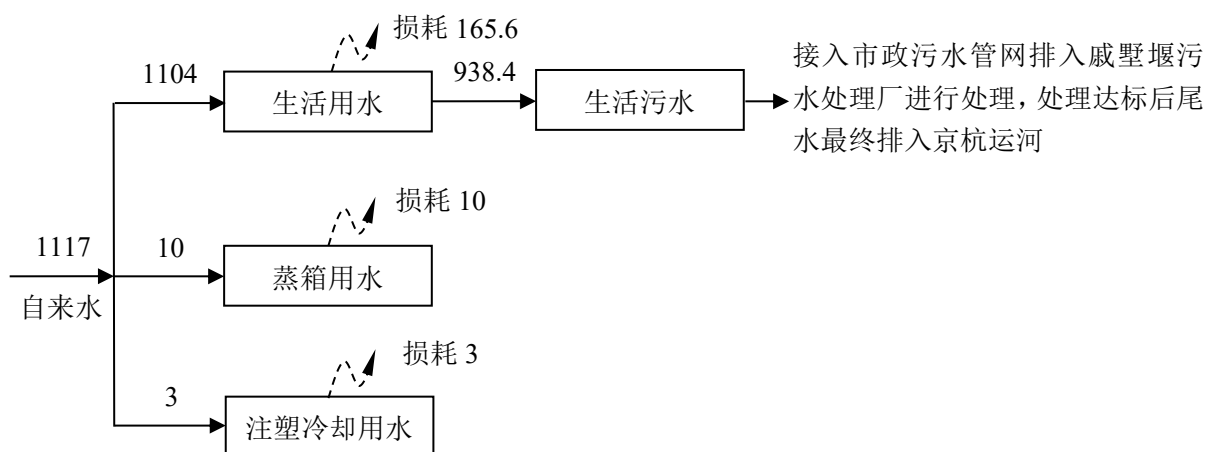 损耗 165.6
1104
生活用水
938.4
生活污水
接入市政污水管网排入戚墅堰污
水处理厂进行处理，处理达标后尾
水最终排入京杭运河
损耗 10
1117
10
蒸箱用水
自来水
损耗 3
3
注塑冷却用水